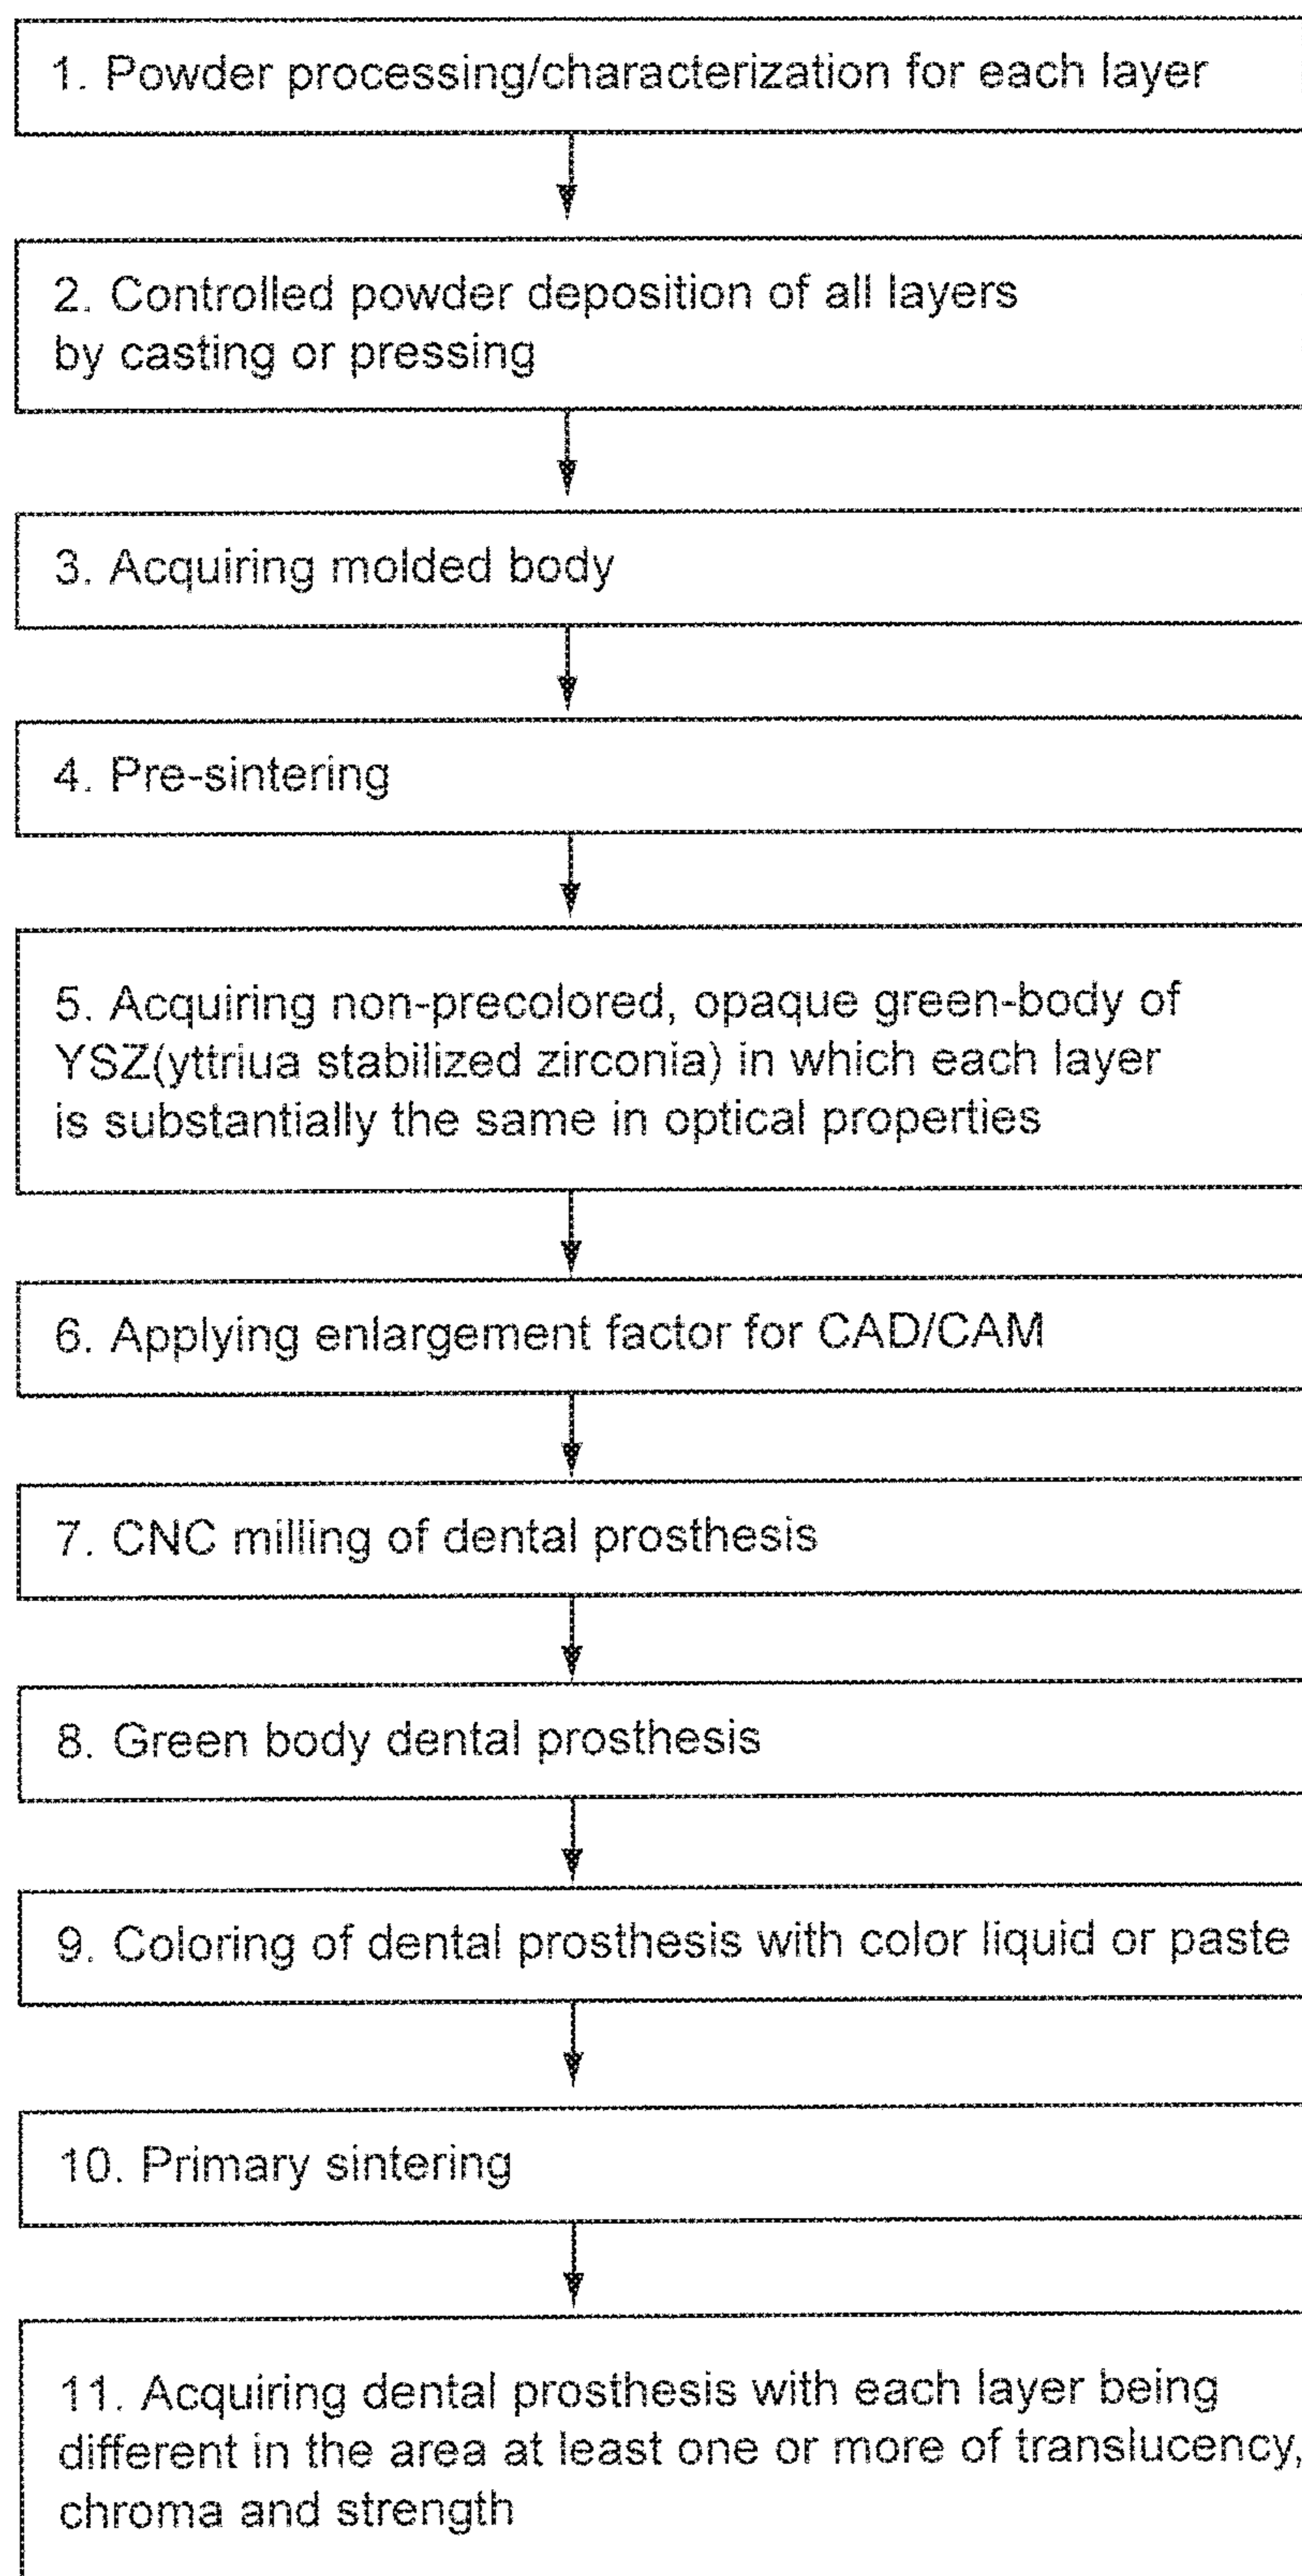 1. Powder processing/characterization for each layer
2. Controlled powder deposition of all layers
by casting or pressing
3. Acquiring molded body
4. Pre-sintering
5. Acquiring non-precolored, opaque green-body of
YSZ(yttriua stabilized zirconia) in which each layer
is substantially the same in optical properties
6. Applying enlargement factor for CAD/CAM
7. CNC milling of dental prosthesis
8. Green body dental prosthesis
9. Coloring of dental prosthesis with color liquid or paste
10. Primary sintering
11. Acquiring dental prosthesis with each layer being
different in the area at least one or more of translucency,
chroma and strength